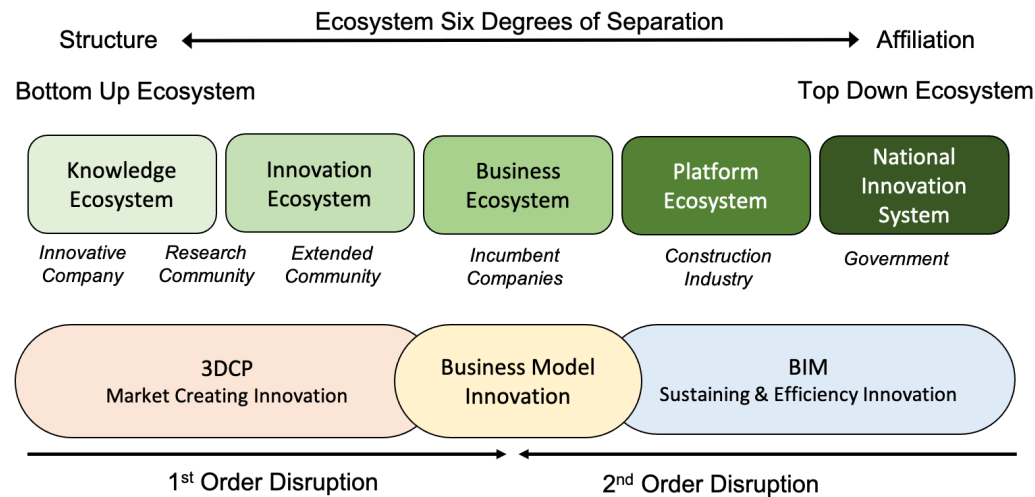 Ecosystem Six Degrees of Separation
Structure
Affiliation
Bottom Up Ecosystem
Top Down Ecosystem
Knowledge
Ecosystem
Innovation
Ecosystem
Business
Ecosystem
Platform
Ecosystem
National
Innovation
System
Innovative
Company
Research
Community
Extended
Community
Incumbent
Companies
Construction
Industry
Government
3DCP
Market Creating Innovation
Business Model
Innovation
BIM
Sustaining & Efficiency Innovation
1st Order Disruption
2nd Order Disruption